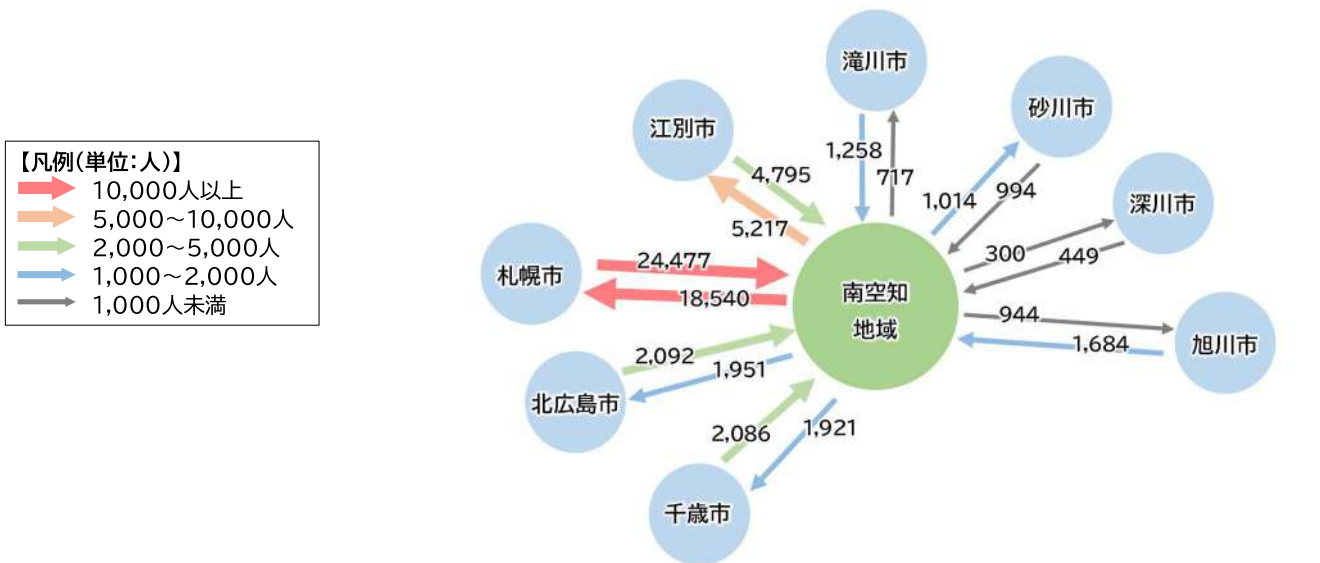 【凡例(単位:人)】
10,000人以上
5,000～10,000人
2,000～5,000人
1,000～2,000人
1,000人未満
滝川市
砂川市
江別市
深川市
札幌市
旭川市
北広島市
千歳市
南空知
地域
1,258
717
1,014
994
4,795
5,217
300
449
24,477
18,540
944
1,684
2,092
1,951
2,086
1,921